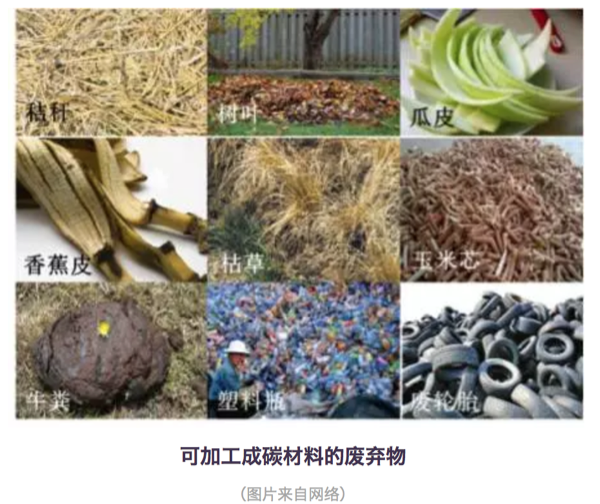 秸秆
树叶
瓜皮
香蕉皮
枯草
玉米芯
牛粪
塑料瓶
废轮胎
可加工成碳材料的废弃物
（图片来自网络）